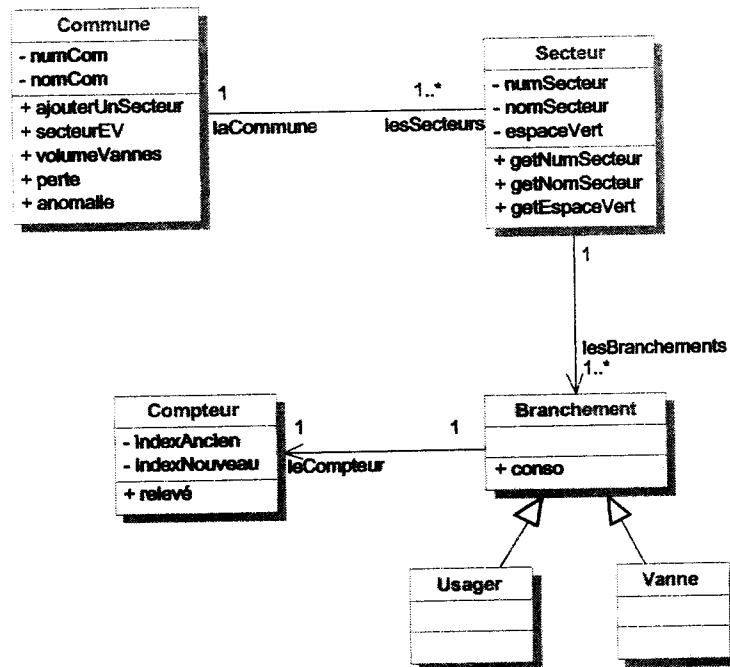 Commune
- numCom
- nomCom
+ ajouterUnSecteur
+ secteurEV
+ volumeVannes
+ perte
+ anomalie
1
laCommune
1..*
lesSecteurs
Secteur
- numSecteur
- nomSecteur
- espaceVert
+ getNumSecteur
+ getNomSecteur
+ getEspaceVert
1
lesBranchements
1..*
Compteur
- indexAncien
- indexNouveau
+ relevé
1
leCompteur
1
Branchement
+ conso
Usager
Vanne